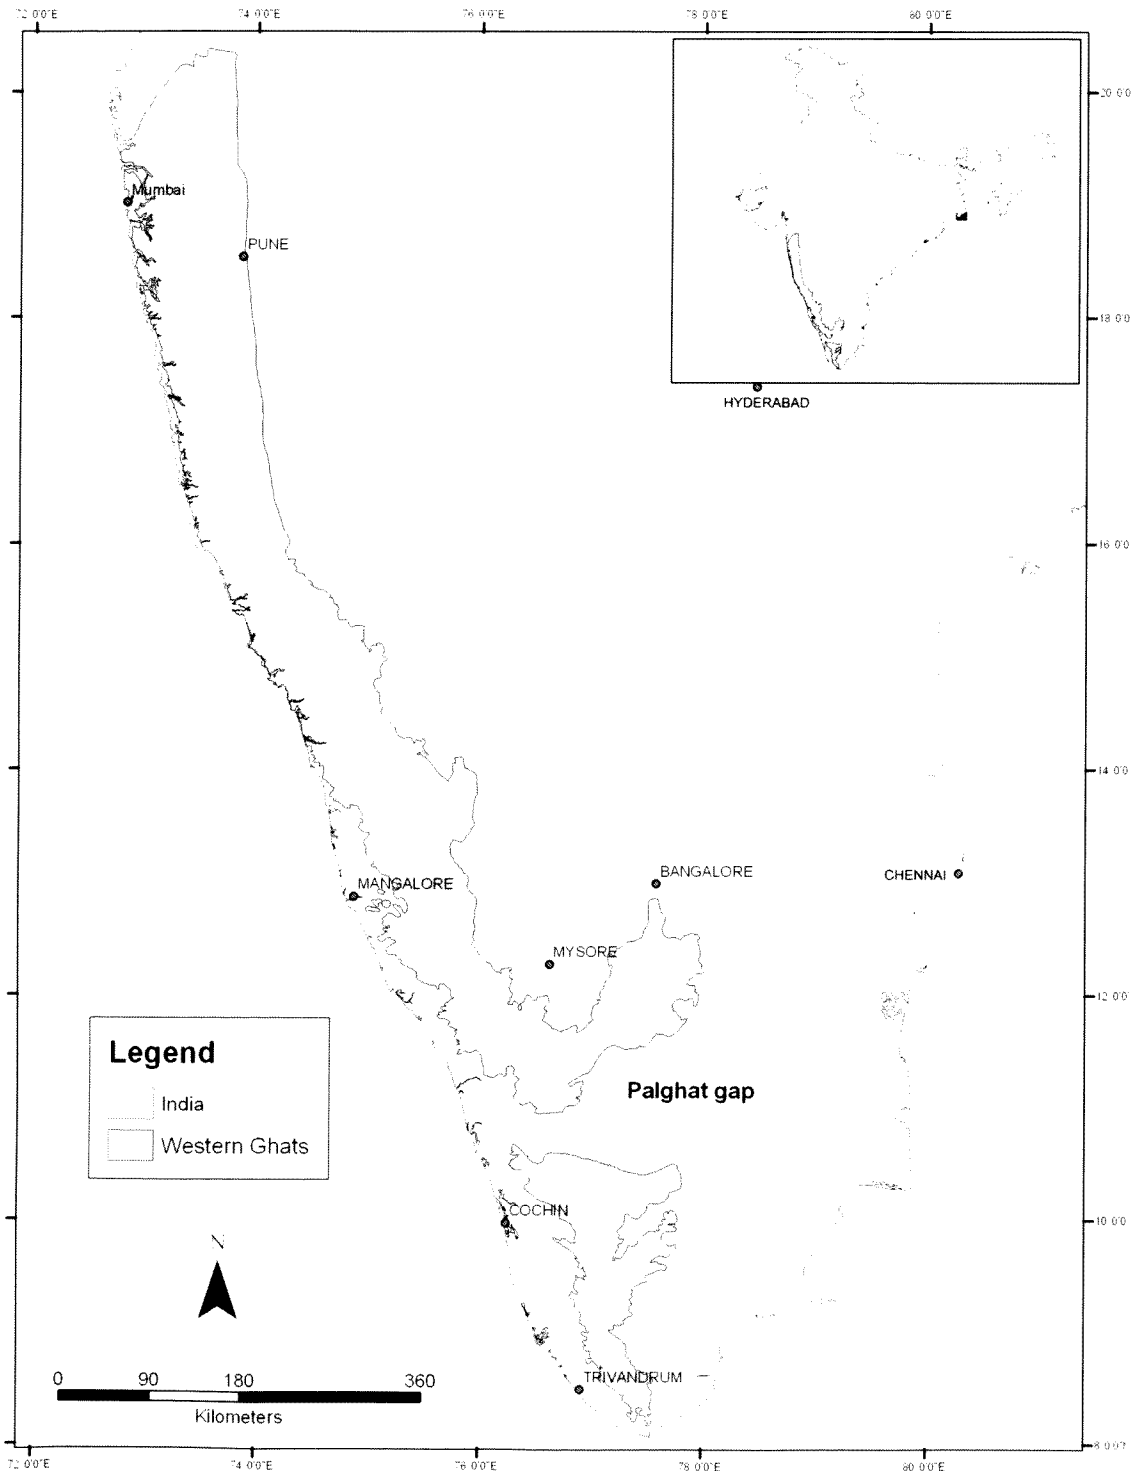 72 0'0"E 74 0'0"E 76 0'0"E 78 0'0"E 80 0'0"E
20 0'0
Mumbai
PUNE
18 0'0
HYDERABAD
16 0'0
14 0'0
MANGALORE
BANGALORE
CHENNAI
MYSORE
12 0'0
Legend
India
Western Ghats
Palghat gap
COCHIN
10 0'0
N
TRIVANDRUM
0 90 180 360
Kilometers
8 0'0"
72 0'0"E 74 0'0"E 76 0'0"E 78 0'0"E 80 0'0"E